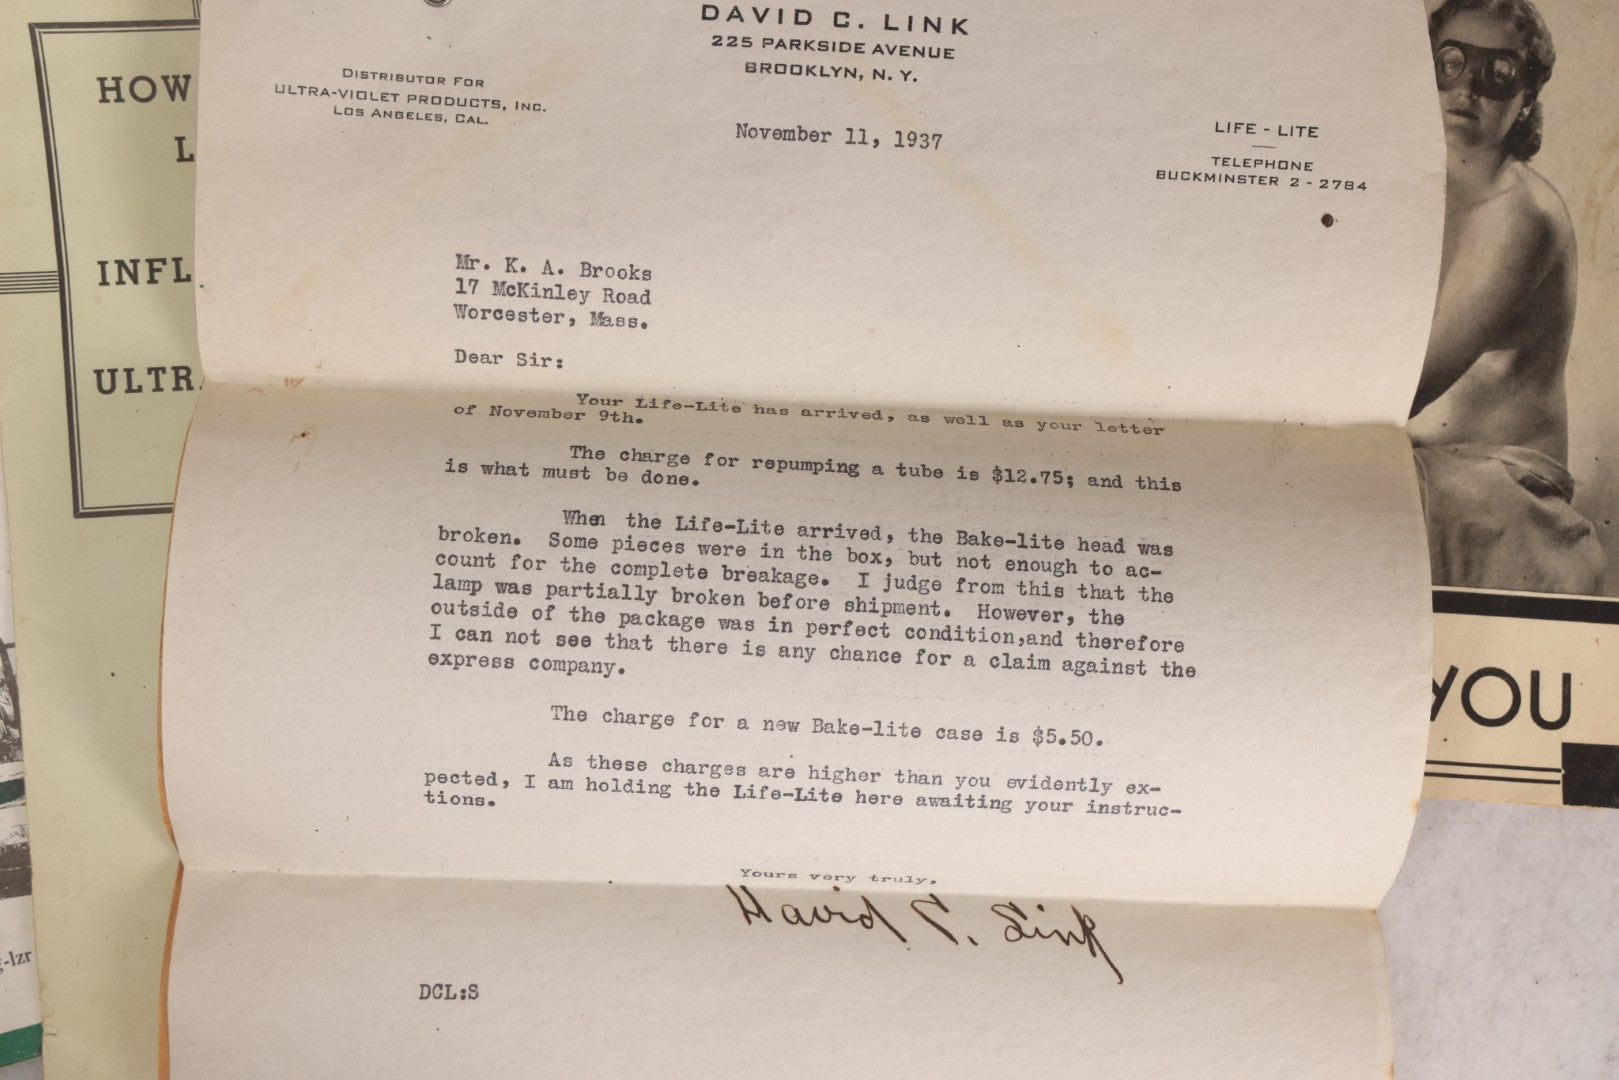 DAVID C. LINK
225 PARKSIDE AVENUE
BROOKLYN, N. Y.
DISTRIBUTOR FOR
ULTRA-VIOLET PRODUCTS, INC.
LOS ANGELES, CAL.
November 11, 1937
LIFE - LITE
TELEPHONE
BUCKMINSTER 2 - 2784
Mr. K. A. Brooks
17 McKinley Road
Worcester, Mass.
Dear Sir:
Your Life-Lite has arrived, as well as your letter
of November 9th.
The charge for repumping a tube is $12.75; and this
is what must be done.
When the Life-Lite arrived, the Bake-lite head was
broken. Some pieces were in the box, but not enough to ac-
count for the complete breakage. I judge from this that the
lamp was partially broken before shipment. However, the
outside of the package was in perfect condition,and therefore
I can not see that there is any chance for a claim against the
express company.
The charge for a new Bake-lite case is $5.50.
As these charges are higher than you evidently ex-
pected, I am holding the Life-Lite here awaiting your instruc-
tions.
Yours very truly,
David C. Link
DCL:S
HOW
L
INFL
ULTR
YOU